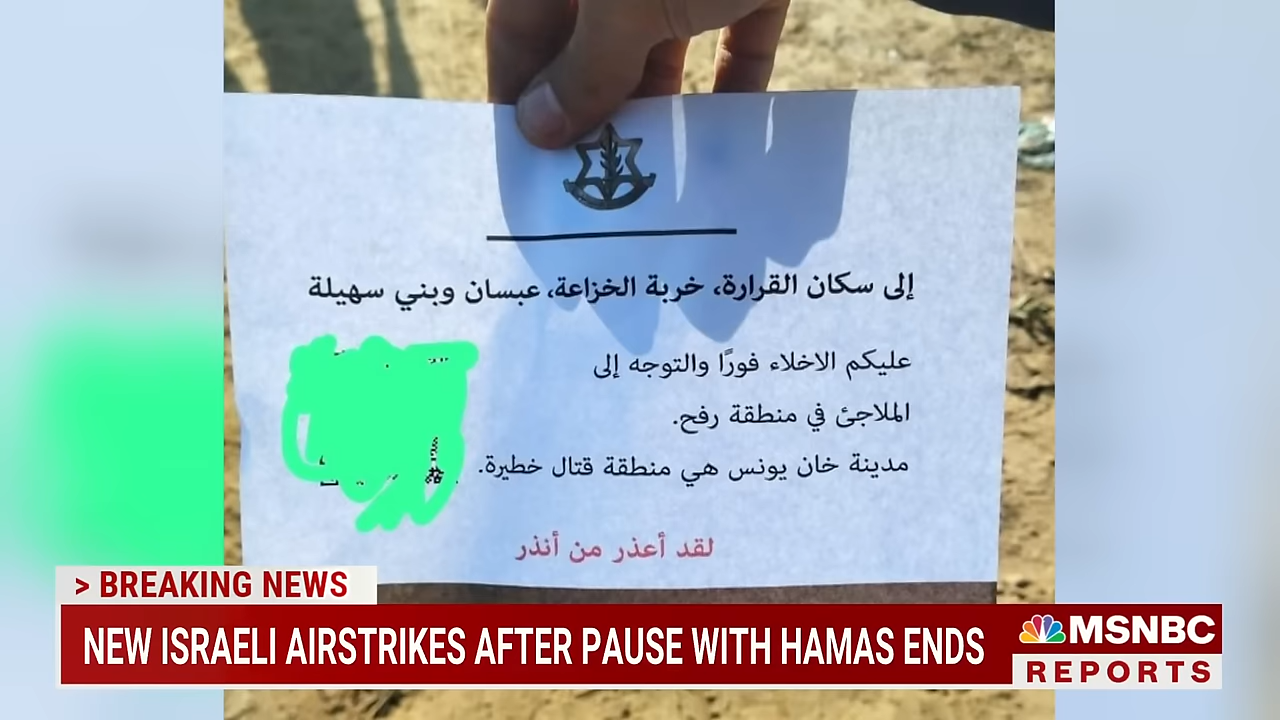 إلى سكان القرارة، خربة الخزاعة، عبسان وبني سهيلة
عليكم الاخلاء فورًا والتوجه إلى
الملاجئ في منطقة رفح.
مدينة خان يونس هي منطقة قتال خطيرة.
لقد أعذر من أنذر
> BREAKING NEWS
NEW ISRAELI AIRSTRIKES AFTER PAUSE WITH HAMAS ENDS
MSNBC
REPORTS